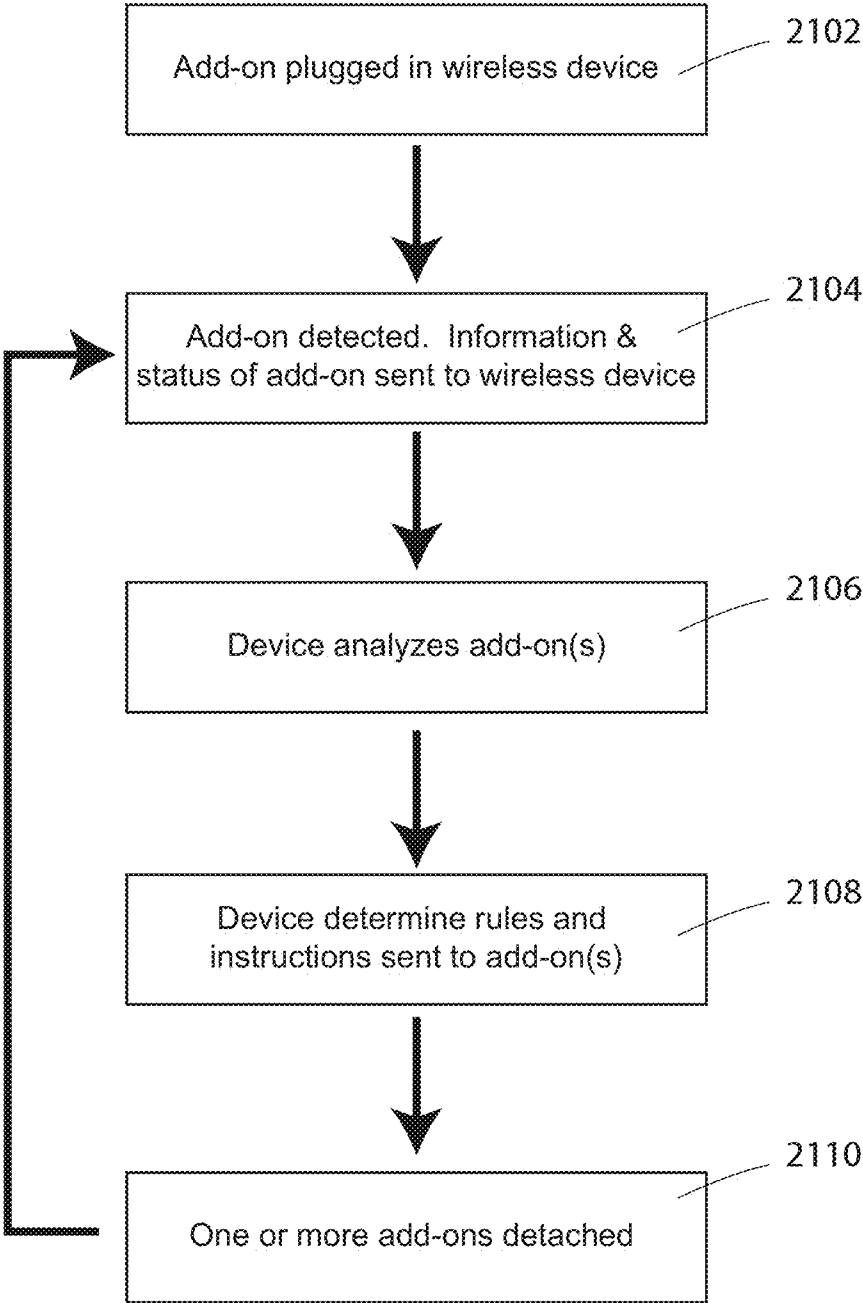 2102
Add-on plugged in wireless device
2104
Add-on detected.  Information &
status of add-on sent to wireless device
2106
Device analyzes add-on(s)
2108
Device determine rules and
instructions sent to add-on(s)
2110
One or more add-ons detached